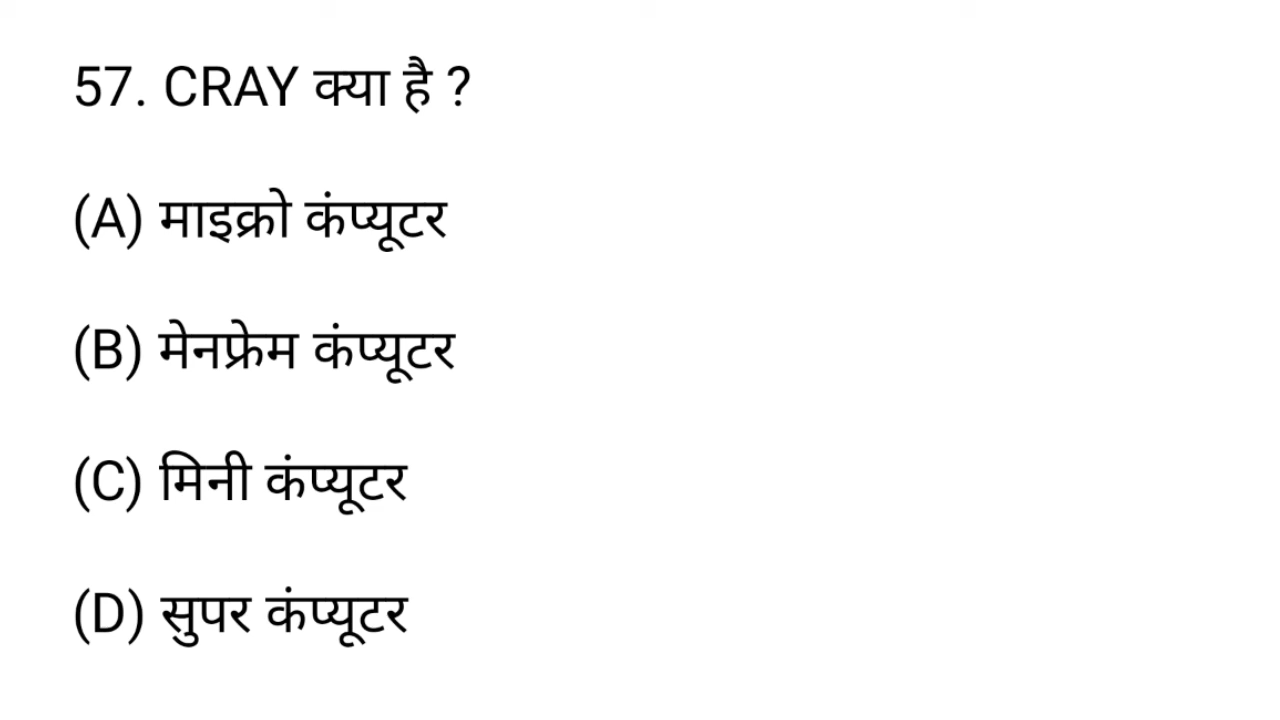 57. CRAY क्या है ?
(A) माइक्रो कंप्यूटर
(B) मेनफ्रेम कंप्यूटर
(C) मिनी कंप्यूटर
(D) सुपर कंप्यूटर